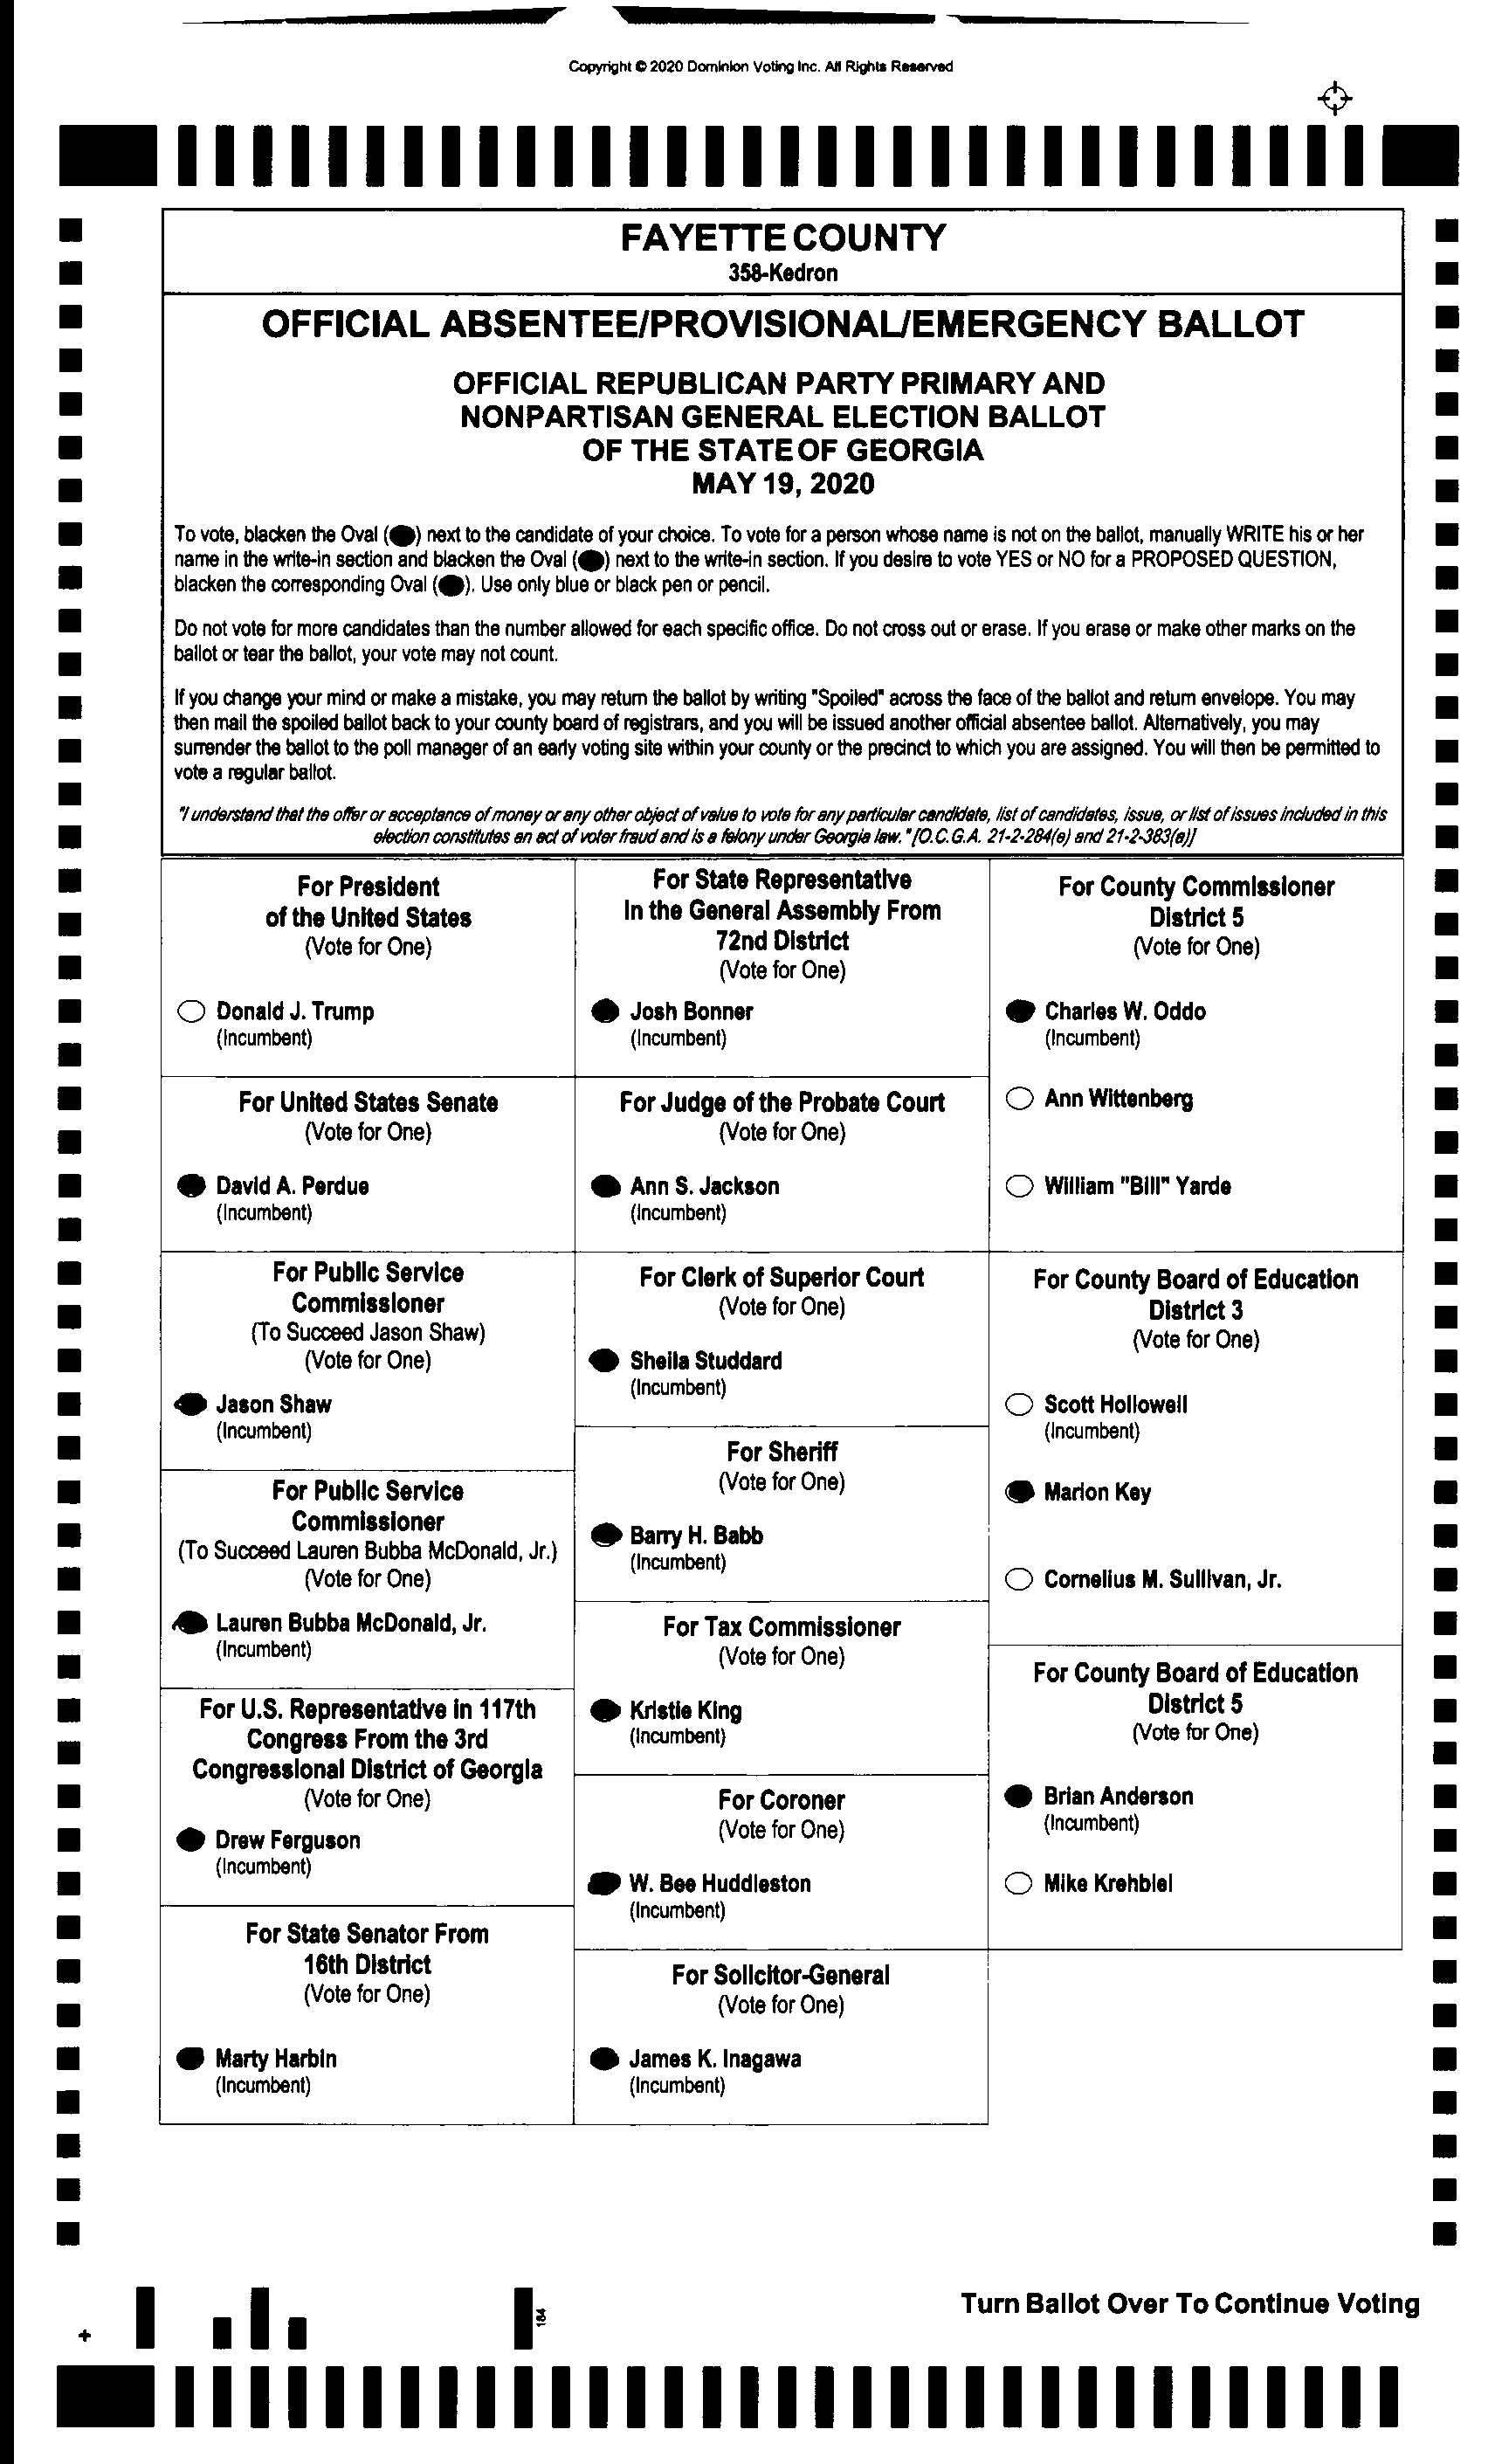 Copyright © 2020 Dominion Voting Inc. All Rights Reserved
FAYETTE COUNTY
358-Kedron
OFFICIAL ABSENTEE/PROVISIONAL/EMERGENCY BALLOT
OFFICIAL REPUBLICAN PARTY PRIMARY AND
NONPARTISAN GENERAL ELECTION BALLOT
OF THE STATE OF GEORGIA
MAY 19, 2020
To vote, blacken the Oval (●) next to the candidate of your choice. To vote for a person whose name is not on the ballot, manually WRITE his or her
name in the write-in section and blacken the Oval (●) next to the write-in section. If you desire to vote YES or NO for a PROPOSED QUESTION,
blacken the corresponding Oval (●). Use only blue or black pen or pencil.
Do not vote for more candidates than the number allowed for each specific office. Do not cross out or erase. If you erase or make other marks on the
ballot or tear the ballot, your vote may not count.
If you change your mind or make a mistake, you may return the ballot by writing "Spoiled" across the face of the ballot and return envelope. You may
then mail the spoiled ballot back to your county board of registrars, and you will be issued another official absentee ballot. Alternatively, you may
surrender the ballot to the poll manager of an early voting site within your county or the precinct to which you are assigned. You will then be permitted to
vote a regular ballot.
"I understand that the offer or acceptance of money or any other object of value to vote for any particular candidate, list of candidates, issue, or list of issues included in this
election constitutes an act of voter fraud and is a felony under Georgia law." [O.C.G.A. 21-2-284(e) and 21-2-383(a)]
For President
of the United States
(Vote for One)
Donald J. Trump
(Incumbent)
For United States Senate
(Vote for One)
David A. Perdue
(Incumbent)
For Public Service
Commissioner
(To Succeed Jason Shaw)
(Vote for One)
Jason Shaw
(Incumbent)
For Public Service
Commissioner
(To Succeed Lauren Bubba McDonald, Jr.)
(Vote for One)
Lauren Bubba McDonald, Jr.
(Incumbent)
For U.S. Representative in 117th
Congress From the 3rd
Congressional District of Georgia
(Vote for One)
Drew Ferguson
(Incumbent)
For State Senator From
16th District
(Vote for One)
Marty Harbin
(Incumbent)
For State Representative
In the General Assembly From
72nd District
(Vote for One)
Josh Bonner
(Incumbent)
For Judge of the Probate Court
(Vote for One)
Ann S. Jackson
(Incumbent)
For Clerk of Superior Court
(Vote for One)
Sheila Studdard
(Incumbent)
For Sheriff
(Vote for One)
Barry H. Babb
(Incumbent)
For Tax Commissioner
(Vote for One)
Kristie King
(Incumbent)
For Coroner
(Vote for One)
W. Bee Huddleston
(Incumbent)
For Solicitor-General
(Vote for One)
James K. Inagawa
(Incumbent)
For County Commissioner
District 5
(Vote for One)
Charles W. Oddo
(Incumbent)
Ann Wittenberg
William "Bill" Yarde
For County Board of Education
District 3
(Vote for One)
Scott Hollowell
(Incumbent)
Marion Key
Cornelius M. Sullivan, Jr.
For County Board of Education
District 5
(Vote for One)
Brian Anderson
(Incumbent)
Mike Krehbiel
Turn Ballot Over To Continue Voting
184